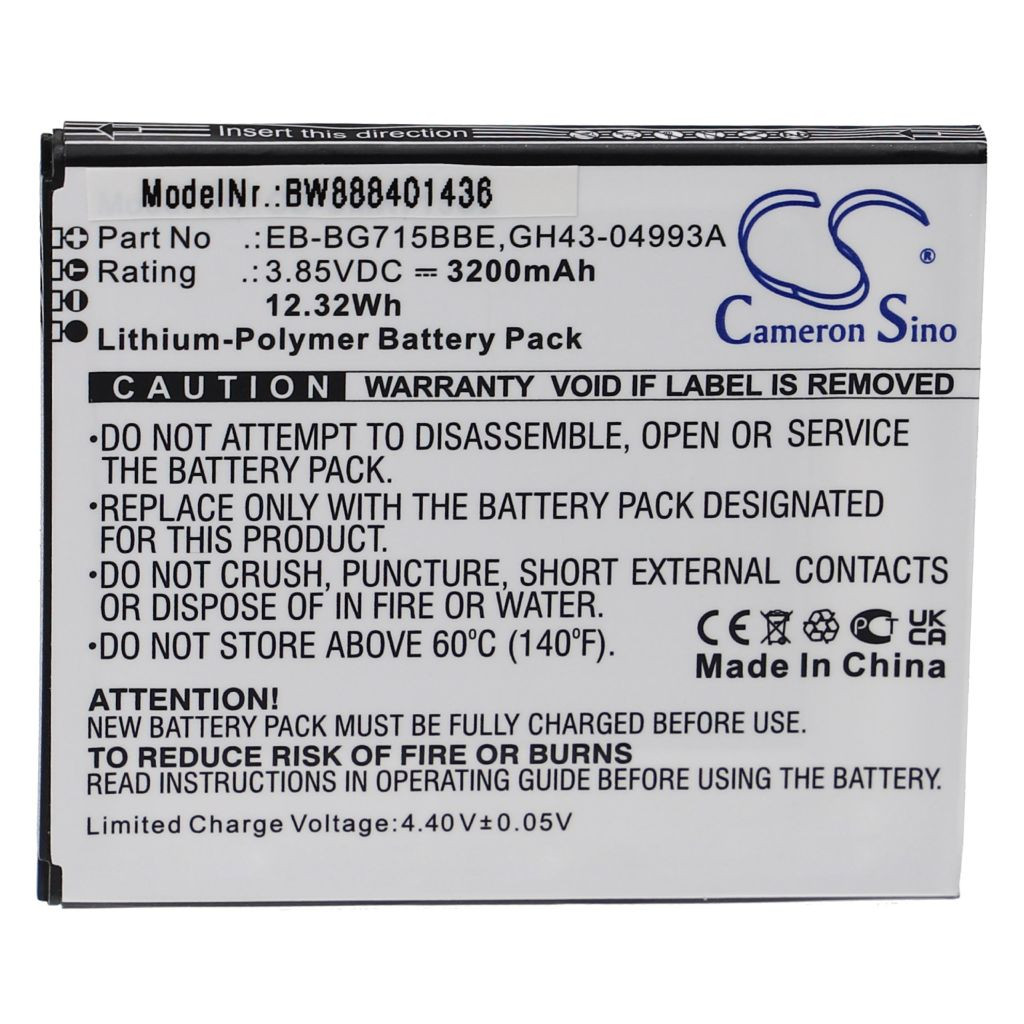 Insert this direction
ModelNr.:BW888401436
Part No .:EB-BG715BBE,GH43-04993A
Rating .:3.85VDC ⎓ 3200mAh
12.32Wh
Lithium-Polymer Battery Pack
CS ®
Cameron Sino
CAUTION WARRANTY VOID IF LABEL IS REMOVED
•DO NOT ATTEMPT TO DISASSEMBLE, OPEN OR SERVICE
THE BATTERY PACK.
•REPLACE ONLY WITH THE BATTERY PACK DESIGNATED
FOR THIS PRODUCT.
•DO NOT CRUSH, PUNCTURE, SHORT EXTERNAL CONTACTS
OR DISPOSE OF IN FIRE OR WATER.
•DO NOT STORE ABOVE 60°C (140°F).
CE PCT UK
CA
Made In China
ATTENTION!
NEW BATTERY PACK MUST BE FULLY CHARGED BEFORE USE.
TO REDUCE RISK OF FIRE OR BURNS
READ INSTRUCTIONS IN OPERATING GUIDE BEFORE USING THE BATTERY.
Limited Charge Voltage:4.40V±0.05V